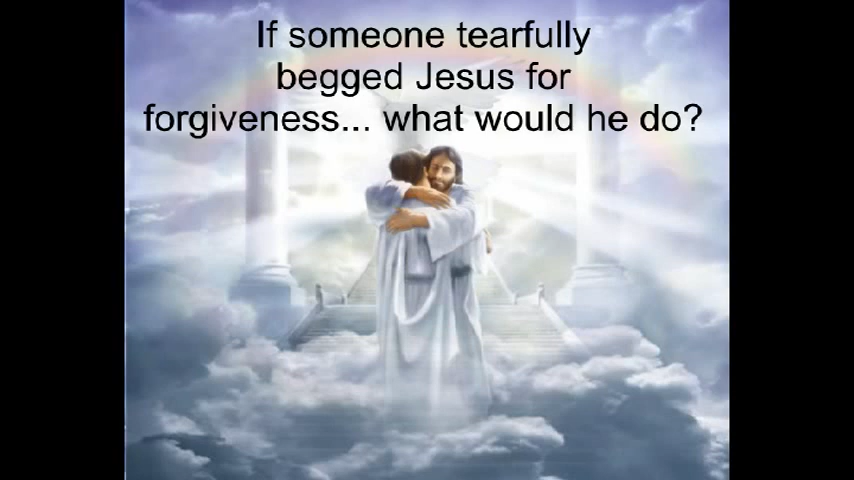 If someone tearfully
begged Jesus for
forgiveness... what would he do?